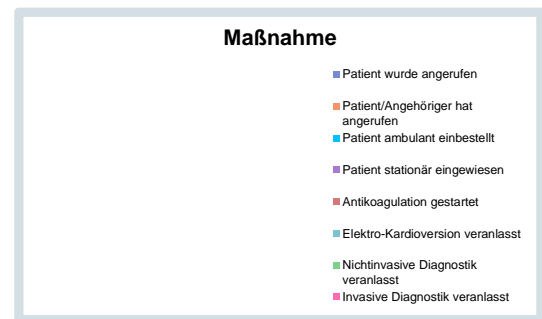 Maßnahme
Patient wurde angerufen
Patient/Angehöriger hat
angerufen
Patient ambulant einbestellt
Patient stationär eingewiesen
Antikoagulation gestartet
Elektro-Kardioversion veranlasst
Nichtinvasive Diagnostik
veranlasst
Invasive Diagnostik veranlasst